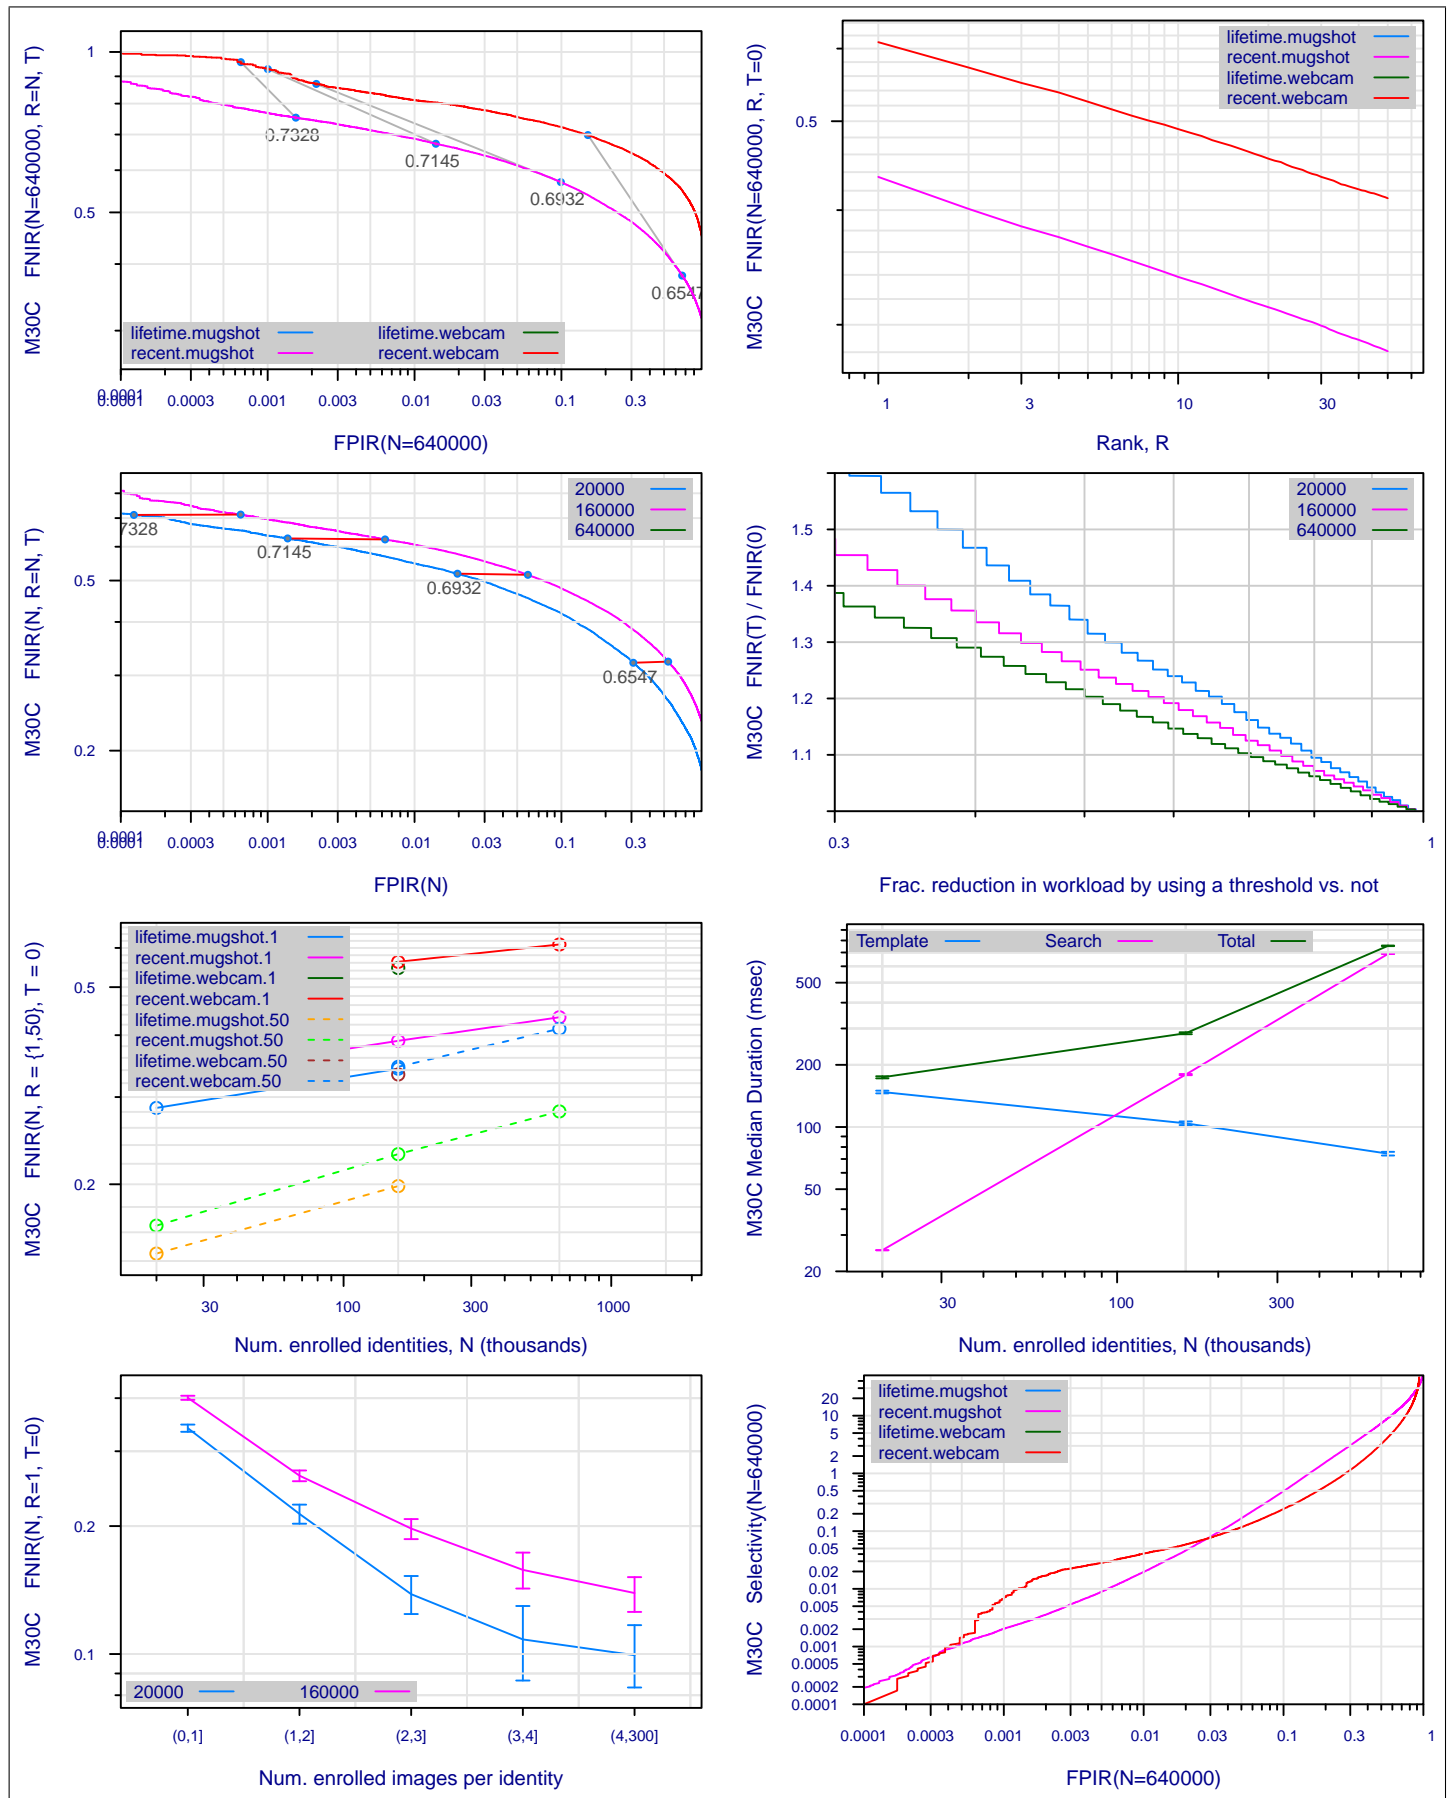 M30C FNIR(N=640000, R=N, T)
1
0.5
0.7328
0.7145
0.6932
0.6547
lifetime.mugshot
recent.mugshot
lifetime.webcam
recent.webcam
0.0001
0.0001 0.0003 0.001 0.003 0.01 0.03 0.1 0.3
FPIR(N=640000)
M30C FNIR(N=640000, R, T=0)
0.5
lifetime.mugshot
recent.mugshot
lifetime.webcam
recent.webcam
1 3 10 30
Rank, R
M30C FNIR(N, R=N, T)
0.5
0.2
7328
0.7145
0.6932
0.6547
20000
160000
640000
0.0001
0.0001 0.0003 0.001 0.003 0.01 0.03 0.1 0.3
FPIR(N)
M30C FNIR(T) / FNIR(0)
1.5
1.4
1.3
1.2
1.1
20000
160000
640000
0.3 1
Frac. reduction in workload by using a threshold vs. not
M30C FNIR(N, R = {1,50}, T = 0)
0.5
0.2
lifetime.mugshot.1
recent.mugshot.1
lifetime.webcam.1
recent.webcam.1
lifetime.mugshot.50
recent.mugshot.50
lifetime.webcam.50
recent.webcam.50
30 100 300 1000
Num. enrolled identities, N (thousands)
M30C Median Duration (msec)
Template Search Total
500
200
100
50
20
30 100 300
Num. enrolled identities, N (thousands)
M30C FNIR(N, R=1, T=0)
0.2
0.1
20000 160000
(0,1] (1,2] (2,3] (3,4] (4,300]
Num. enrolled images per identity
M30C Selectivity(N=640000)
lifetime.mugshot
recent.mugshot
lifetime.webcam
recent.webcam
20
10
5
2
1
0.5
0.2
0.1
0.05
0.02
0.01
0.005
0.002
0.001
0.0005
0.0002
0.0001
0.0001 0.0003 0.001 0.003 0.01 0.03 0.1 0.3 1
FPIR(N=640000)